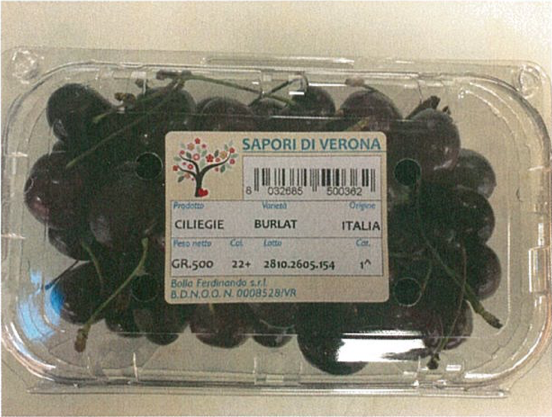 SAPORI DI VERONA
8 032685 500362
Prodotto Varietà Origine
CILIEGIE BURLAT ITALIA
Peso netto Cal. Lotto Cat.
GR.500 22+ 2810.2605.154 1^
Bolla Ferdinando s.r.l.
B.D.N.O.O. N. 0008528/VR